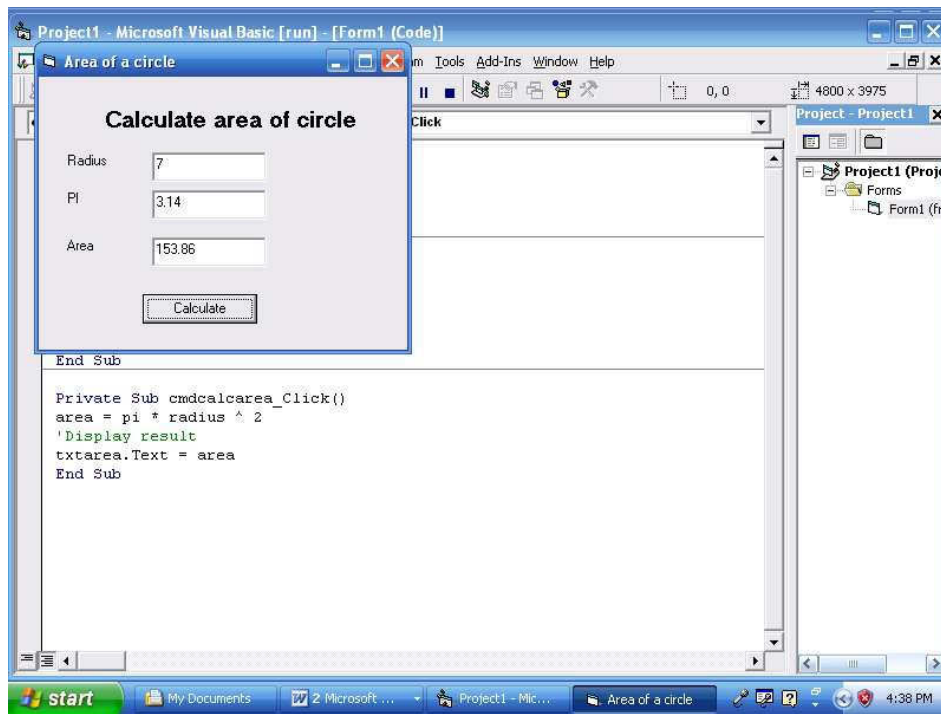 Project1 - Microsoft Visual Basic [run] - [Form1 (Code)]
Area of a circle
Tools Add-Ins Window Help
0, 0
4800 x 3975
Click
Project - Project1
Calculate area of circle
Radius 7
PI 3.14
Area 153.86
Calculate
Project1 (Proje
Forms
Form1 (fr
End Sub
Private Sub cmdcalcarea_Click()
area = pi * radius ^ 2
'Display result
txtarea.Text = area
End Sub
start My Documents 2 Microsoft ... Project1 - Mic... Area of a circle 4:38 PM